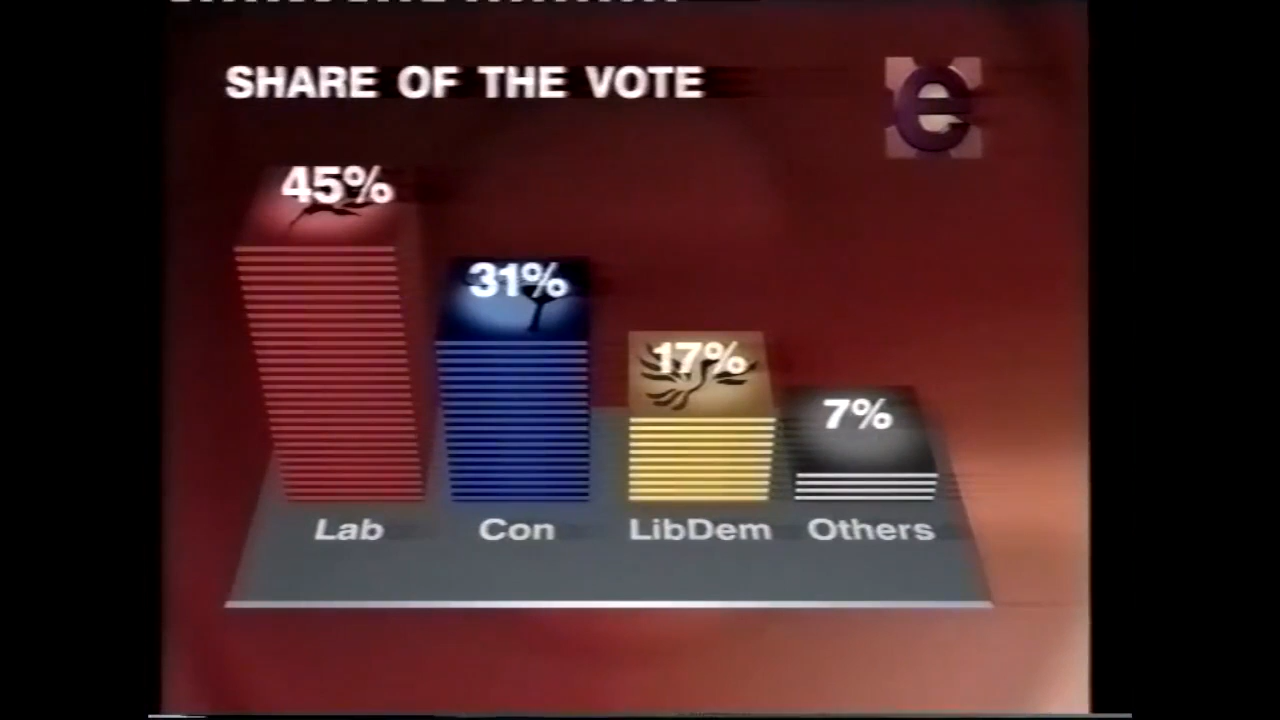 SHARE OF THE VOTE
e
45%
31%
17%
7%
Lab Con LibDem Others